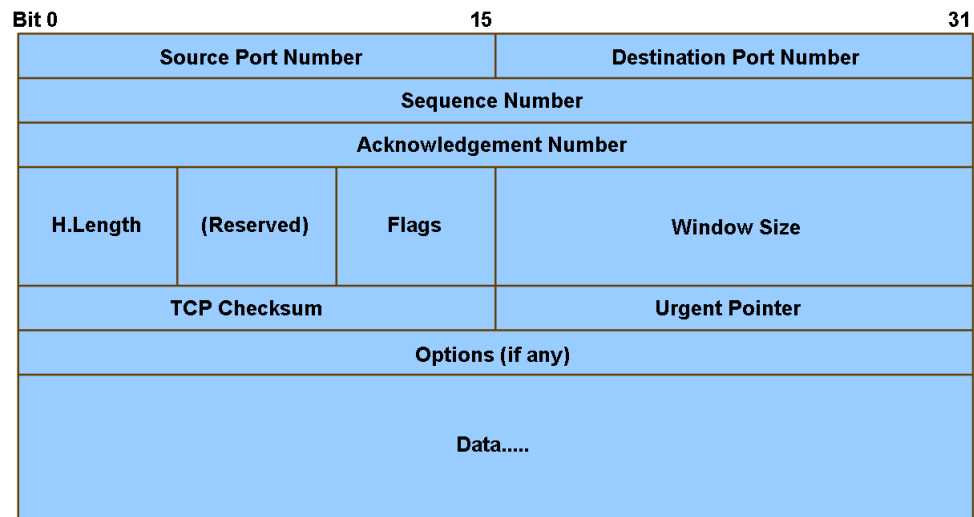 Bit 0 15 31
Source Port Number Destination Port Number
Sequence Number
Acknowledgement Number
H.Length (Reserved) Flags Window Size
TCP Checksum Urgent Pointer
Options (if any)
Data.....